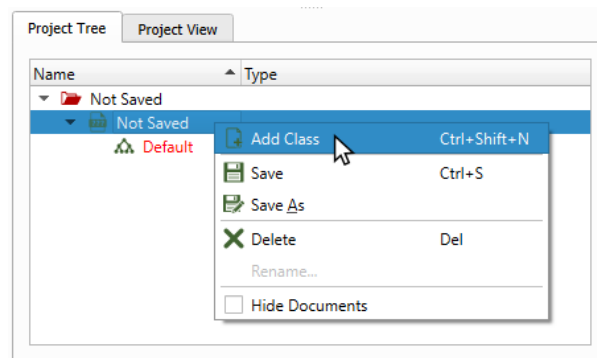 Project Tree Project View
Name Type
Not Saved
Not Saved
Default
Add Class Ctrl+Shift+N
Save Ctrl+S
Save As
Delete Del
Rename...
Hide Documents